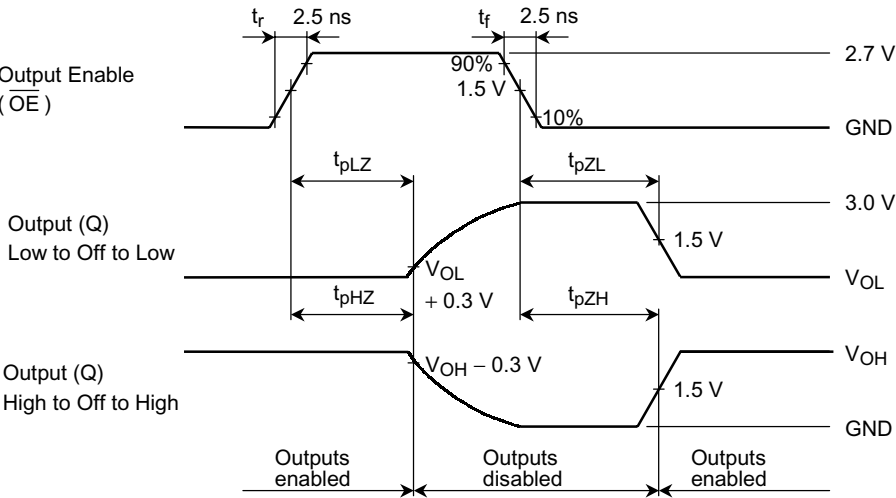 tr 2.5 ns tf 2.5 ns
2.7 V
Output Enable
(OE)
90%
1.5 V
10%
GND
tpLZ tpZL
3.0 V
Output (Q)
Low to Off to Low
1.5 V
VOL
+ 0.3 V
VOL
tpHZ tpZH
VOH
VOH − 0.3 V
Output (Q)
High to Off to High
1.5 V
GND
Outputs
enabled
Outputs
disabled
Outputs
enabled